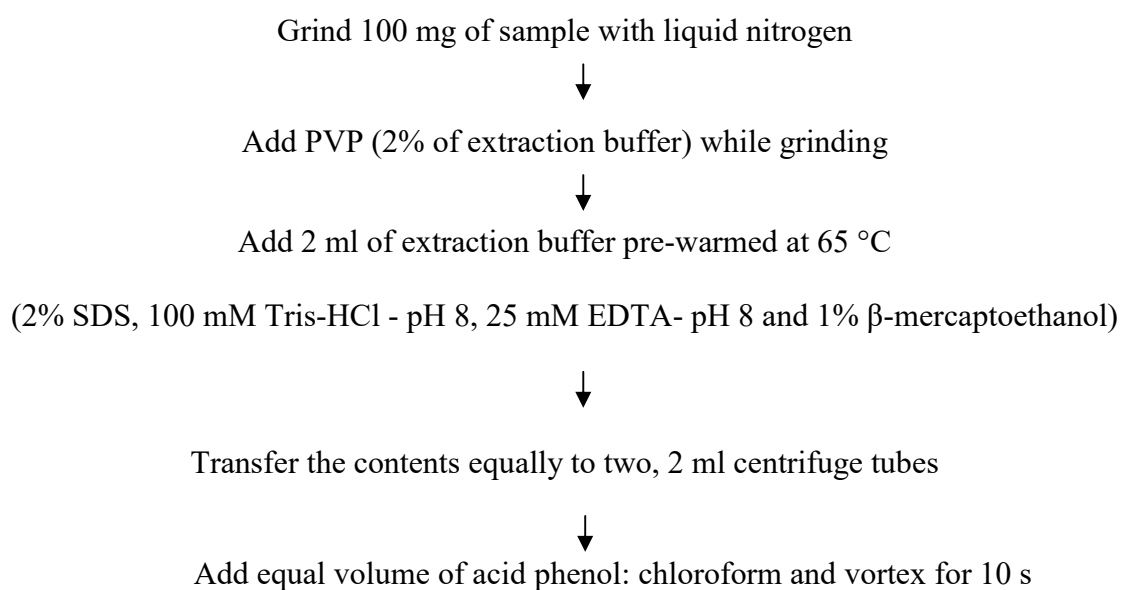 Grind 100 mg of sample with liquid nitrogen
Add PVP (2% of extraction buffer) while grinding
Add 2 ml of extraction buffer pre-warmed at 65 °C
(2% SDS, 100 mM Tris-HCl - pH 8, 25 mM EDTA- pH 8 and 1% β-mercaptoethanol)
Transfer the contents equally to two, 2 ml centrifuge tubes
Add equal volume of acid phenol: chloroform and vortex for 10 s